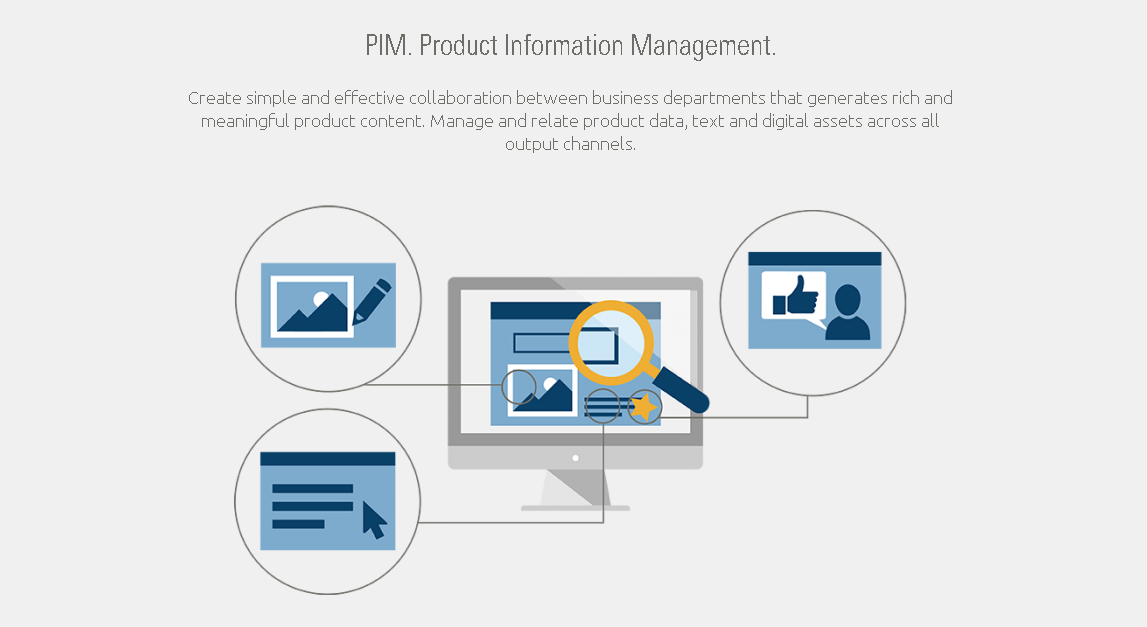 PIM. Product Information Management.
Create simple and effective collaboration between business departments that generates rich and
meaningful product content. Manage and relate product data, text and digital assets across all
output channels.